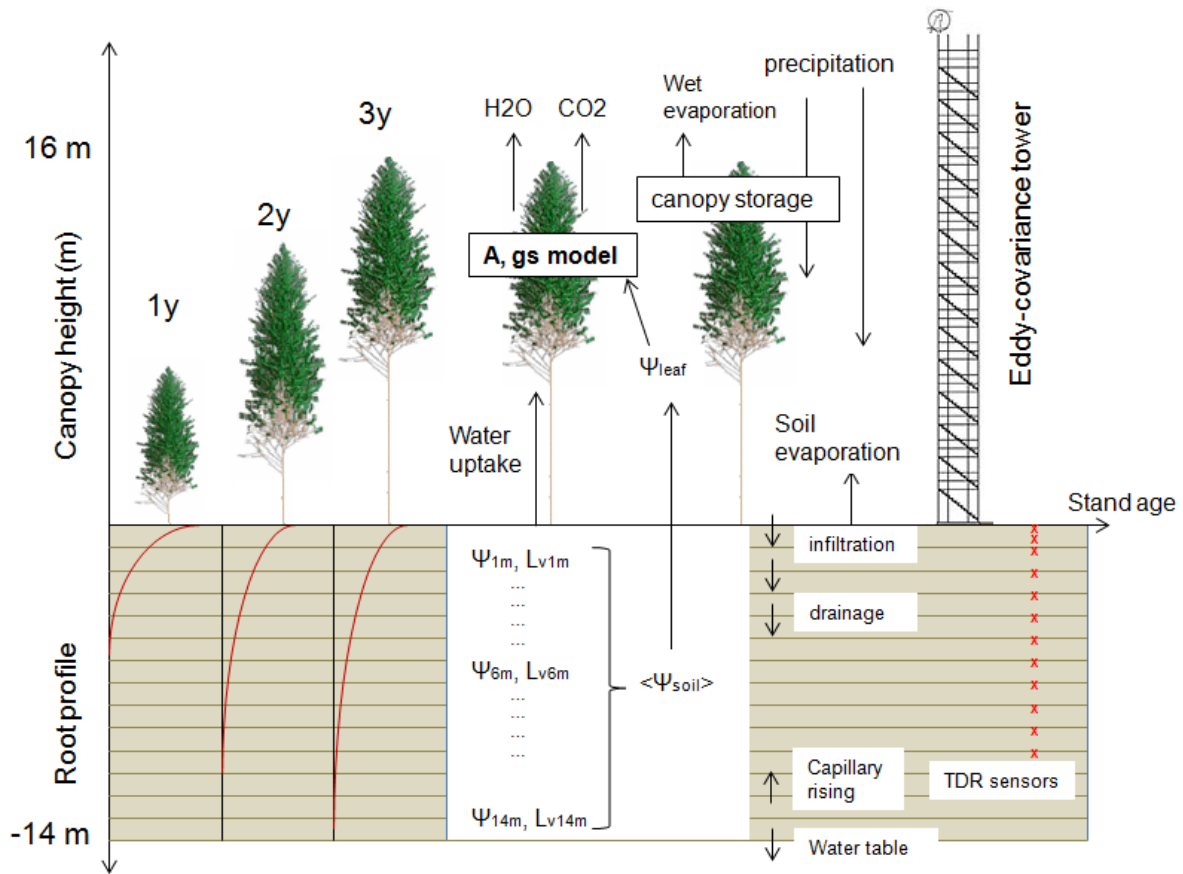 16 m
Canopy height (m)
1y
2y
3y
H2O
CO2
Wet
evaporation
precipitation
canopy storage
A, gs model
Ψleaf
Water
uptake
Soil
evaporation
Eddy-covariance tower
Stand age
Root profile
-14 m
Ψ1m, Lv1m
...
...
...
...
Ψ6m, Lv6m
...
...
...
...
Ψ14m, Lv14m
<Ψsoil>
infiltration
drainage
Capillary
rising
Water table
x
x
x
x
x
x
x
x
x
x
x
x
TDR sensors